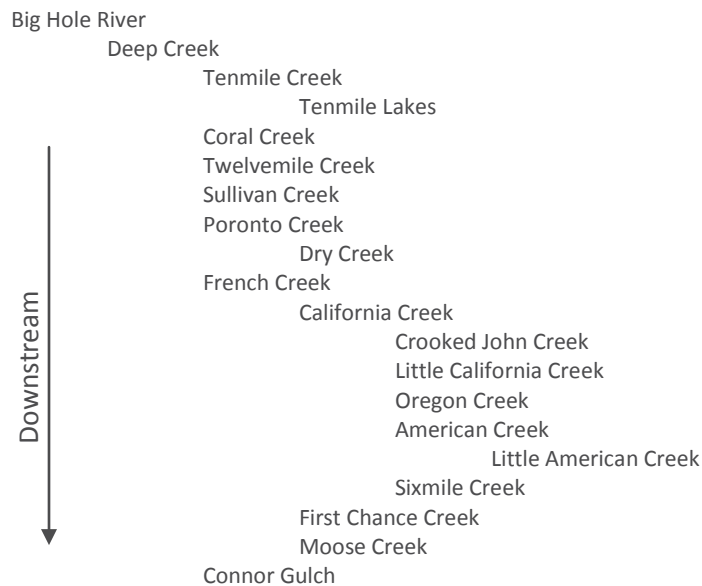 Big Hole River
Deep Creek
Tenmile Creek
Tenmile Lakes
Coral Creek
Twelvemile Creek
Sullivan Creek
Poronto Creek
Dry Creek
French Creek
California Creek
Crooked John Creek
Little California Creek
Oregon Creek
American Creek
Little American Creek
Sixmile Creek
First Chance Creek
Moose Creek
Connor Gulch
Downstream